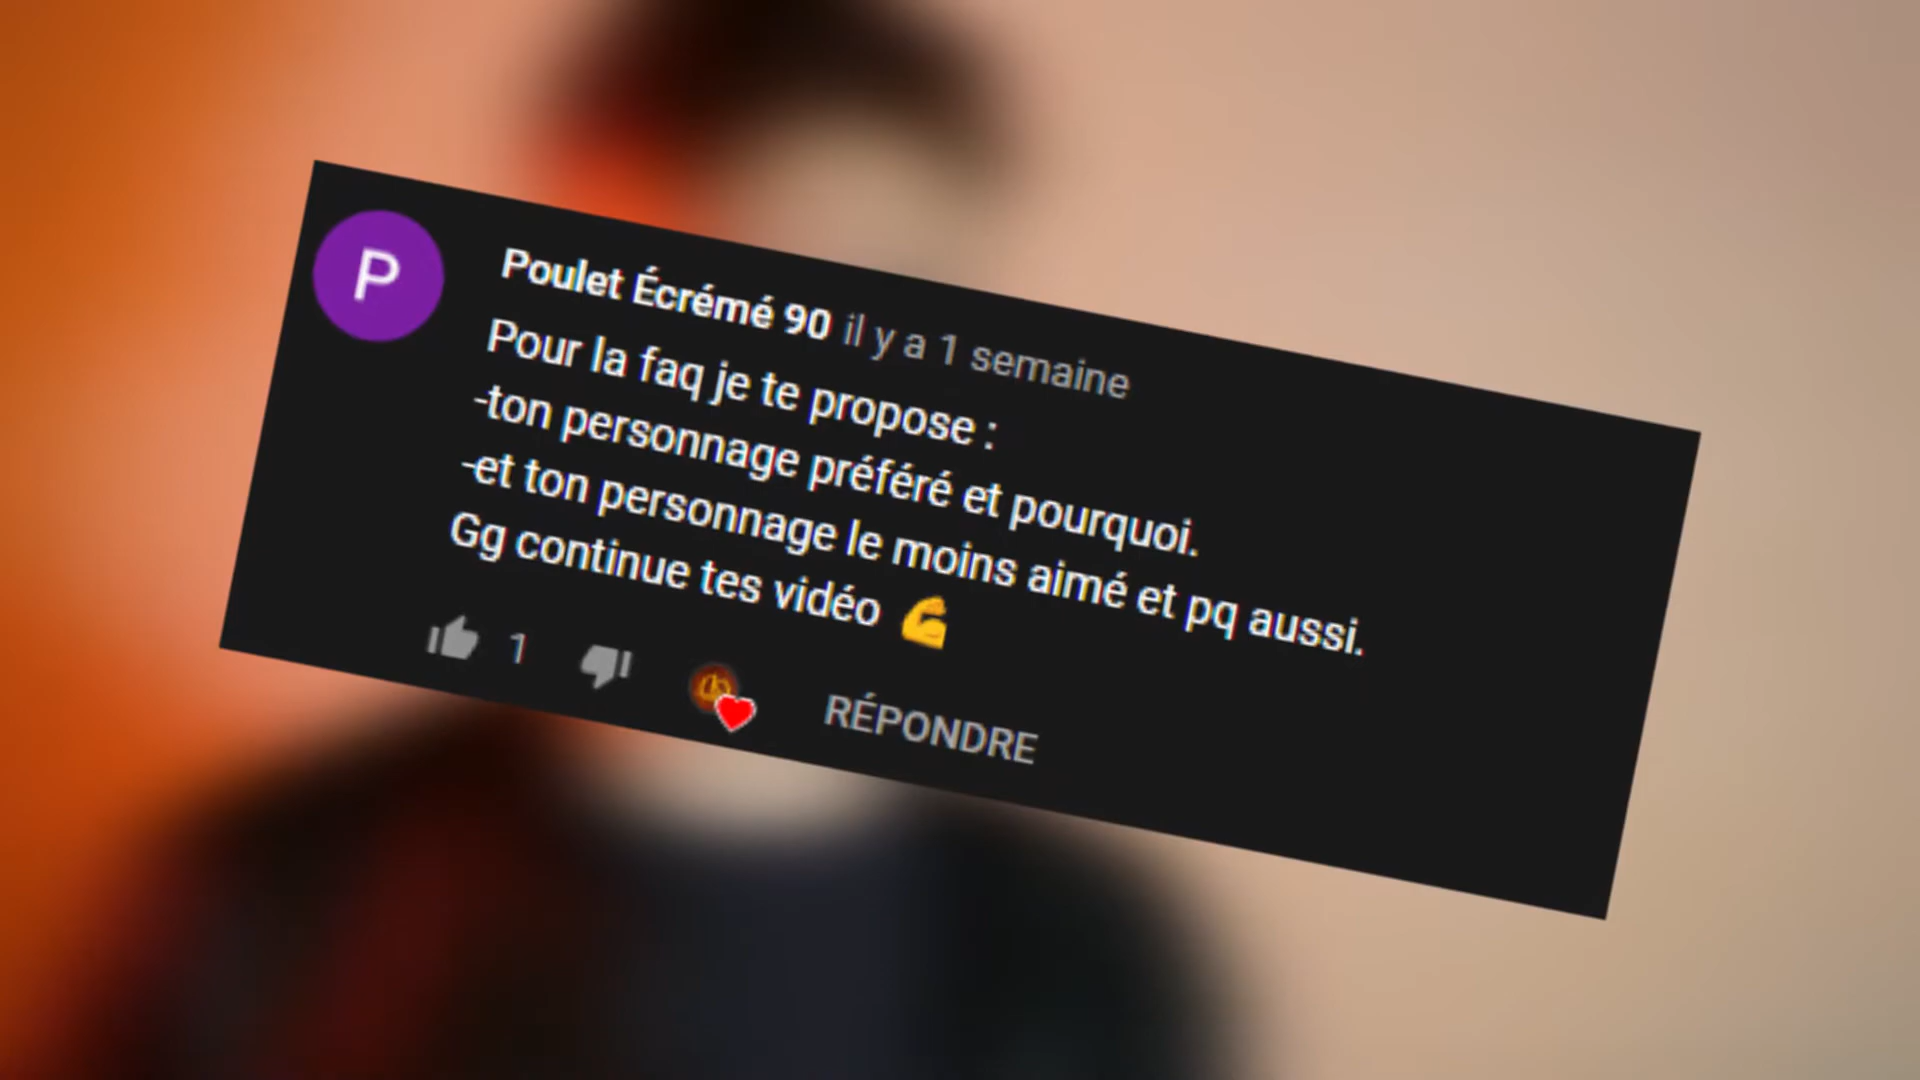 P
Poulet Écrémé 90 il y a 1 semaine
Pour la faq je te propose :
-ton personnage préféré et pourquoi.
-et ton personnage le moins aimé et pq aussi.
Gg continue tes vidéo 💪
1
RÉPONDRE